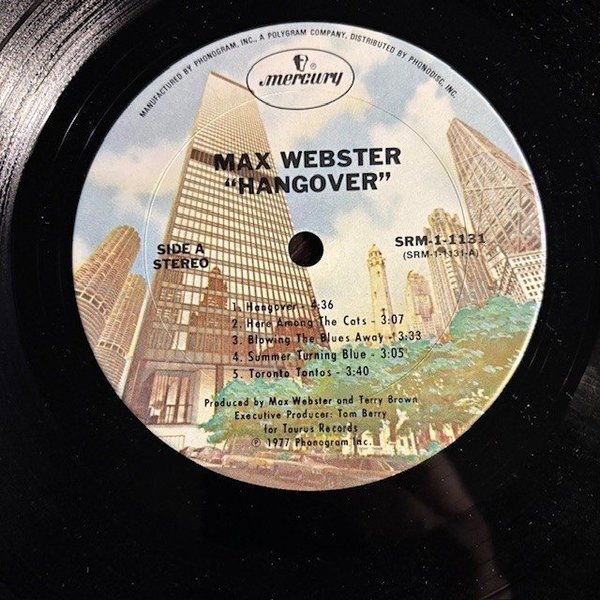 MANUFACTURED BY PHONOGRAM, INC., A POLYGRAM COMPANY. DISTRIBUTED BY PHONODISC, INC.
mercury®
MAX WEBSTER
"HANGOVER"
SIDE A
STEREO
SRM-1-1131
(SRM-1-1131-A)
1. Hangover - 4:36
2. Here Among The Cats - 3:07
3. Blowing The Blues Away - 3:33
4. Summer Turning Blue - 3:05
5. Toronto Tontos - 3:40
Produced by Max Webster and Terry Brown
Executive Producer: Tom Berry
for Taurus Records
℗ 1977 Phonogram Inc.